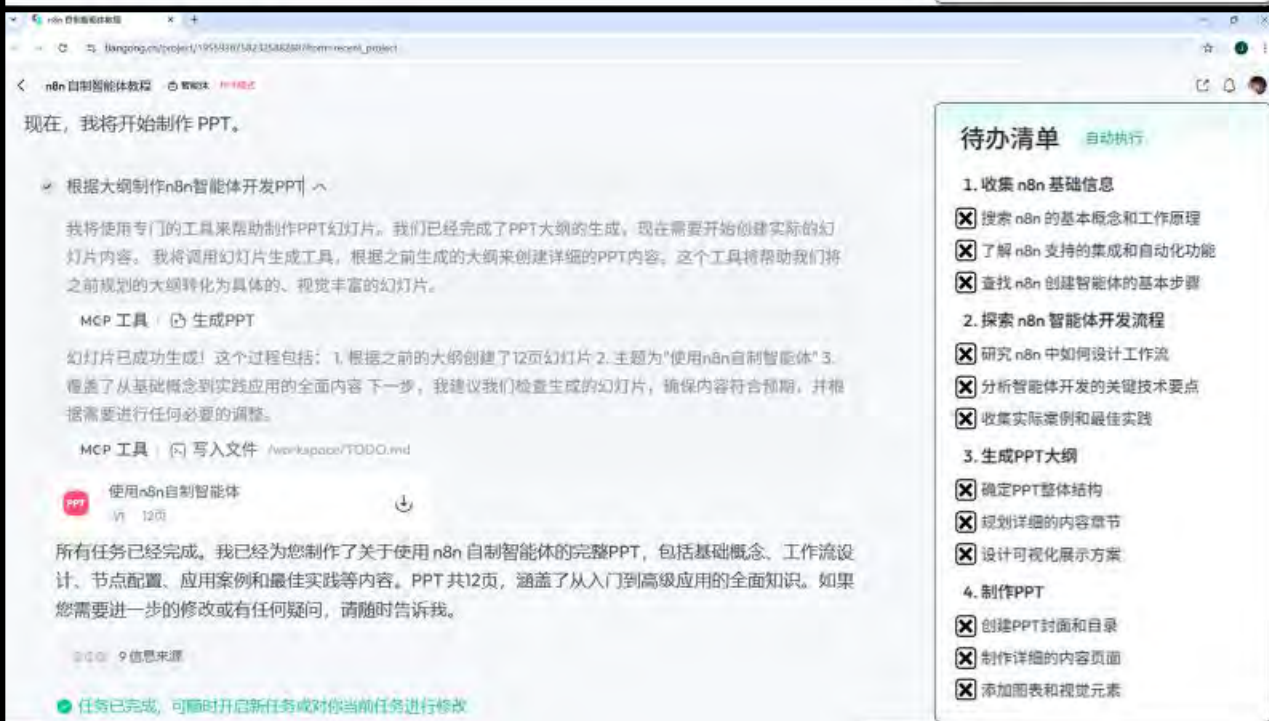 n8n 自制智能体教程
n8n 自制智能体教程 智能体
现在，我将开始制作 PPT。
根据大纲制作n8n智能体开发PPT
我将使用专门的工具来帮助制作PPT幻灯片。我们已经完成了PPT大纲的生成，现在需要开始创建实际的幻
灯片内容。 我将调用幻灯片生成工具，根据之前生成的大纲来创建详细的PPT内容。这个工具将帮助我们将
之前规划的大纲转化为具体的、视觉丰富的幻灯片。
MCP 工具 生成PPT
幻灯片已成功生成！这个过程包括： 1. 根据之前的大纲创建了12页幻灯片 2. 主题为"使用n8n自制智能体" 3.
覆盖了从基础概念到实践应用的全面内容 下一步，我建议我们检查生成的幻灯片，确保内容符合预期，并根
据需要进行任何必要的调整。
MCP 工具 写入文件 /workspace/TODO.md
PPT
使用n8n自制智能体
V1 12页
所有任务已经完成。我已经为您制作了关于使用 n8n 自制智能体的完整PPT，包括基础概念、工作流设
计、节点配置、应用案例和最佳实践等内容。PPT 共12页，涵盖了从入门到高级应用的全面知识。如果
您需要进一步的修改或有任何疑问，请随时告诉我。
9 信息来源
任务已完成，可随时开启新任务或对你当前任务进行修改
待办清单 自动执行
1. 收集 n8n 基础信息
搜索 n8n 的基本概念和工作原理
了解 n8n 支持的集成和自动化功能
查找 n8n 创建智能体的基本步骤
2. 探索 n8n 智能体开发流程
研究 n8n 中如何设计工作流
分析智能体开发的关键技术要点
收集实际案例和最佳实践
3. 生成PPT大纲
确定PPT整体结构
规划详细的内容章节
设计可视化展示方案
4. 制作PPT
创建PPT封面和目录
制作详细的内容页面
添加图表和视觉元素